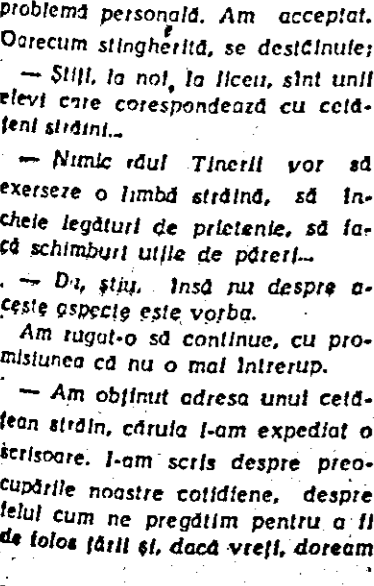 problemă personală. Am acceptat.
Oarecum stingherită, se destăinuie:
— Știți, la noi, la liceu, sînt unii
elevi care corespondează cu cetă-
țeni străini...
— Nimic rău! Tinerii vor să
exerseze o limbă străină, să în-
cheie legături de prietenie, să fa-
că schimburi utile de păreri...
— Da, știu. Însă nu despre a-
ceste aspecte este vorba.
Am rugat-o să continue, cu pro-
misiunea că nu o mai întrerup.
— Am obținut adresa unui cetă-
țean străin, căruia i-am expediat o
scrisoare. I-am scris despre preo-
cupările noastre cotidiene, despre
felul cum ne pregătim pentru a fi
de folos țării și, dacă vreți, doream